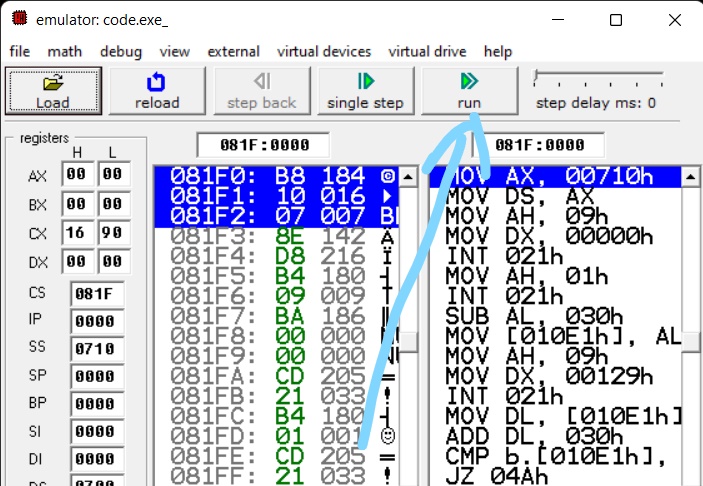 emulator: code.exe_
file math debug view external virtual devices virtual drive help
Load reload step back single step run step delay ms: 0
registers
H L
AX 00 00
BX 00 00
CX 16 90
DX 00 00
CS 081F
IP 0000
SS 0710
SP 0000
BP 0000
SI 0000
DI 0000
081F:0000
081F0: B8 184
081F1: 10 016
081F2: 07 007
081F3: 8E 142
081F4: D8 216
081F5: B4 180
081F6: 09 009
081F7: BA 186
081F8: 00 000
081F9: 00 000
081FA: CD 205 =
081FB: 21 033 !
081FC: B4 180
081FD: 01 001
081FE: CD 205 =
081FF: 21 033 !
081F:0000
MOV AX, 00710h
MOV DS, AX
MOV AH, 09h
MOV DX, 00000h
INT 021h
MOV AH, 01h
INT 021h
SUB AL, 030h
MOV [010E1h], AL
MOV AH, 09h
MOV DX, 00129h
INT 021h
MOV DL, [010E1h]
ADD DL, 030h
CMP b.[010E1h],
JZ 04Ah